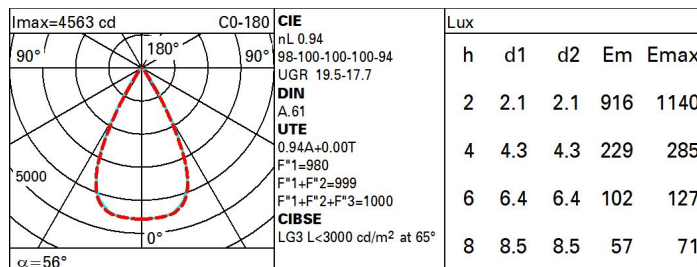 Imax=4563 cd C0-180
90° 180° 90°
5000
0°
α=56°
CIE
nL 0.94
98-100-100-100-94
UGR 19.5-17.7
DIN
A.61
UTE
0.94A+0.00T
F"1=980
F"1+F"2=999
F"1+F"2+F"3=1000
CIBSE
LG3 L<3000 cd/m² at 65°
Lux
h d1 d2 Em Emax
2 2.1 2.1 916 1140
4 4.3 4.3 229 285
6 6.4 6.4 102 127
8 8.5 8.5 57 71